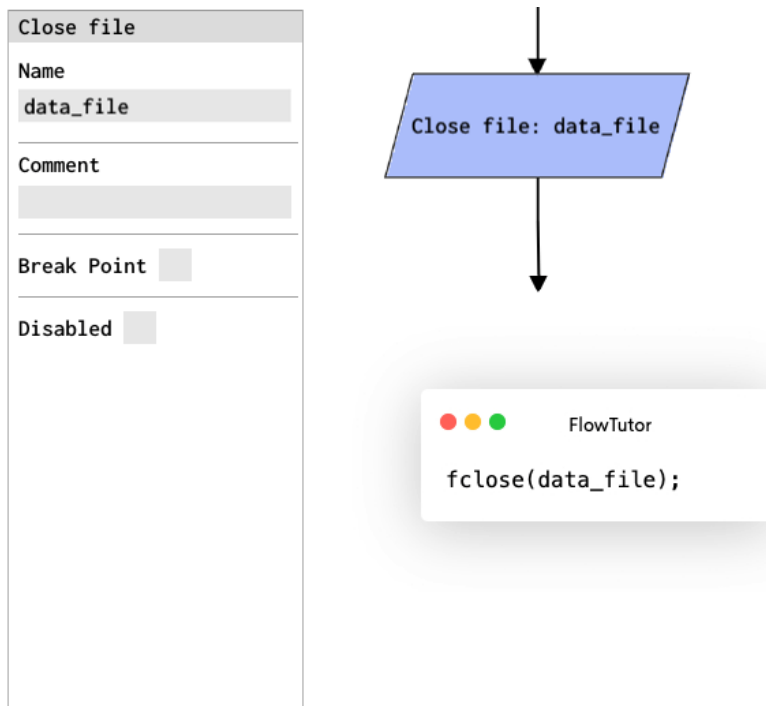 Close file
Name
data_file
Comment
Break Point
Disabled
Close file: data_file
FlowTutor
fclose(data_file);